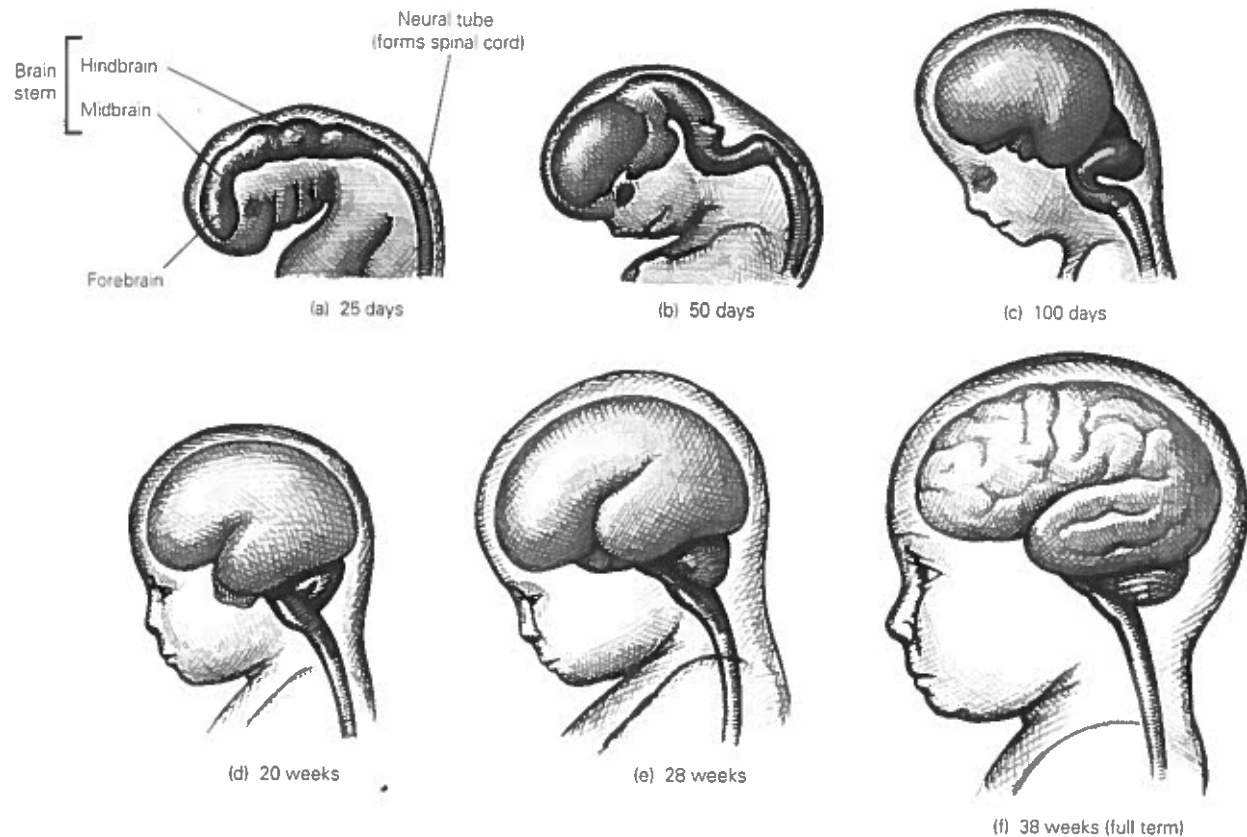 Neural tube
(forms spinal cord)
Brain
stem
Hindbrain
Midbrain
Forebrain
(a) 25 days
(b) 50 days
(c) 100 days
(d) 20 weeks
(e) 28 weeks
(f) 38 weeks (full term)